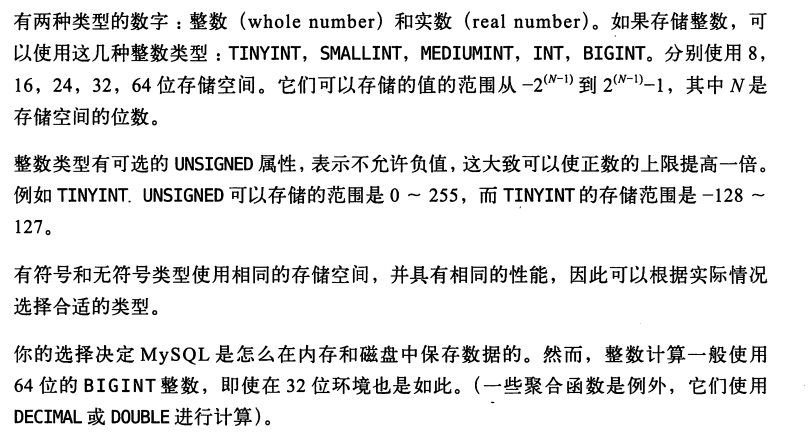 有两种类型的数字：整数（whole number）和实数（real number）。如果存储整数，可
以使用这几种整数类型：TINYINT，SMALLINT，MEDIUMINT，INT，BIGINT。分别使用 8，
16，24，32，64 位存储空间。它们可以存储的值的范围从 −2^(N−1) 到 2^(N−1)−1，其中 N 是
存储空间的位数。
整数类型有可选的 UNSIGNED 属性，表示不允许负值，这大致可以使正数的上限提高一倍。
例如 TINYINT. UNSIGNED 可以存储的范围是 0 ~ 255，而 TINYINT 的存储范围是 −128 ~
127。
有符号和无符号类型使用相同的存储空间，并具有相同的性能，因此可以根据实际情况
选择合适的类型。
你的选择决定 MySQL 是怎么在内存和磁盘中保存数据的。然而，整数计算一般使用
64 位的 BIGINT 整数，即使在 32 位环境也是如此。（一些聚合函数是例外，它们使用
DECIMAL 或 DOUBLE 进行计算）。